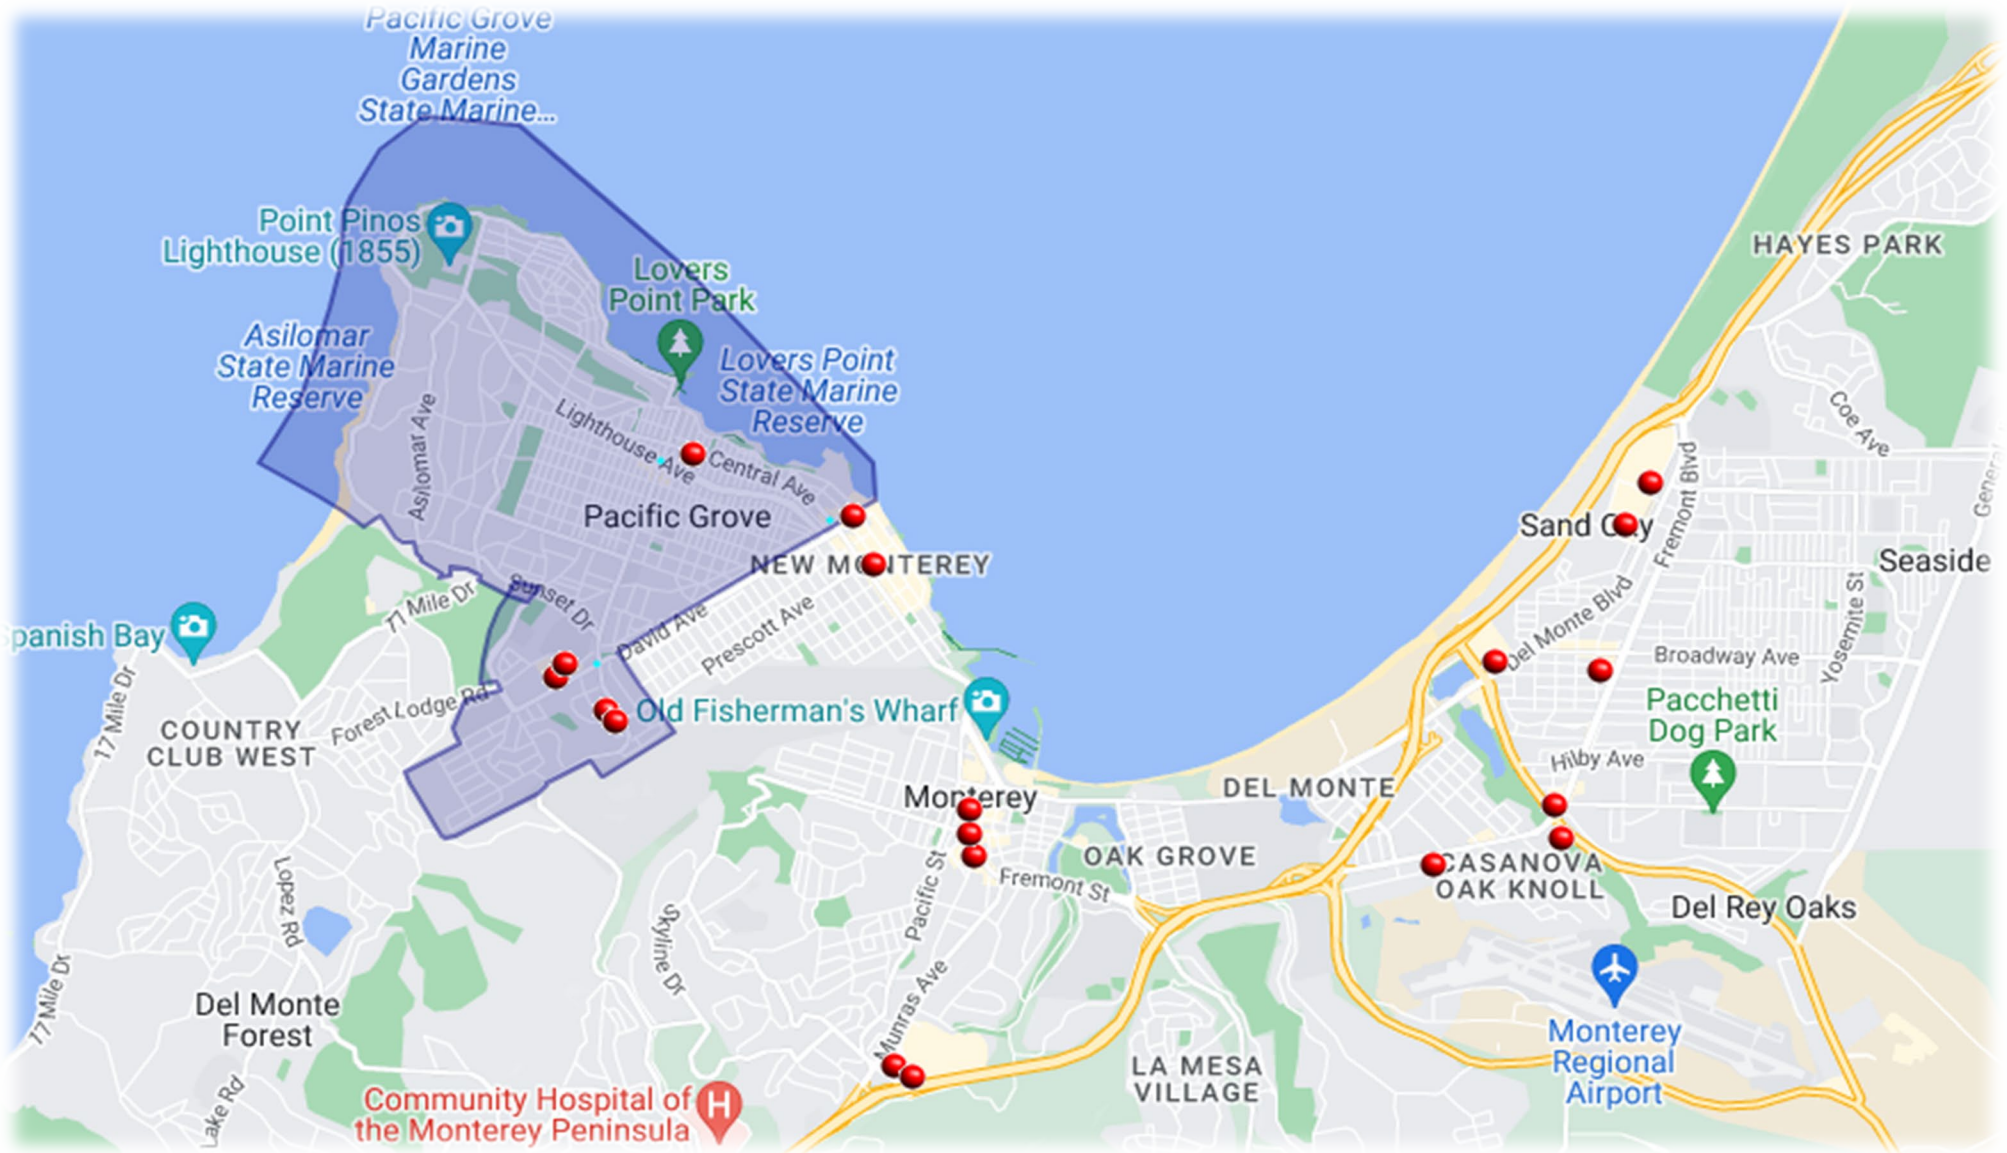 Pacific Grove
Marine
Gardens
State Marine...
Point Pinos
Lighthouse (1855)
Lovers
Point Park
HAYES PARK
Asilomar
State Marine
Reserve
Lovers Point
State Marine
Reserve
Asilomar Ave
Lighthouse Ave
Central Ave
Coe Ave
Pacific Grove
Fremont Blvd
Sand City
Seaside
NEW MONTEREY
Sunset Dr
17 Mile Dr
David Ave
Prescott Ave
Del Monte Blvd
Yosemite St
Spanish Bay
Broadway Ave
17 Mile Dr
Forest Lodge Rd
Old Fisherman's Wharf
Pacchetti
Dog Park
COUNTRY
CLUB WEST
Hilby Ave
DEL MONTE
Monterey
OAK GROVE
CASANOVA
OAK KNOLL
Pacific St
Fremont St
Lopez Rd
Skyline Dr
Del Rey Oaks
17 Mile Dr
Del Monte
Forest
Munras Ave
Monterey
Regional
Airport
LA MESA
VILLAGE
Lake Rd
Community Hospital of
the Monterey Peninsula
H